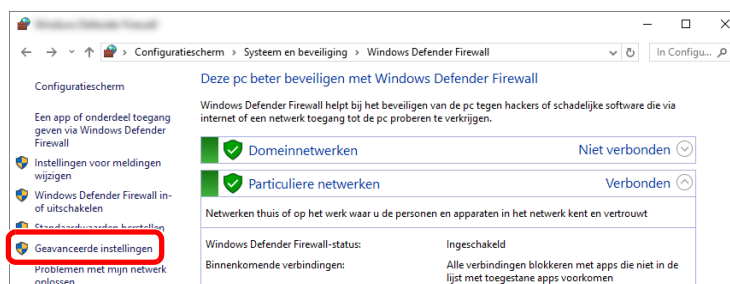 Configuratiescherm > Systeem en beveiliging > Windows Defender Firewall
In Configu...
Configuratiescherm
Een app of onderdeel toegang
geven via Windows Defender
Firewall
Instellingen voor meldingen
wijzigen
Windows Defender Firewall in-
of uitschakelen
Standaardwaarden herstellen
Geavanceerde instellingen
Problemen met mijn netwerk
oplossen
Deze pc beter beveiligen met Windows Defender Firewall
Windows Defender Firewall helpt bij het beveiligen van de pc tegen hackers of schadelijke software die via
internet of een netwerk toegang tot de pc proberen te verkrijgen.
Domeinnetwerken Niet verbonden
Particuliere netwerken Verbonden
Netwerken thuis of op het werk waar u de personen en apparaten in het netwerk kent en vertrouwt
Windows Defender Firewall-status: Ingeschakeld
Binnenkomende verbindingen: Alle verbindingen blokkeren met apps die niet in de
lijst met toegestane apps voorkomen